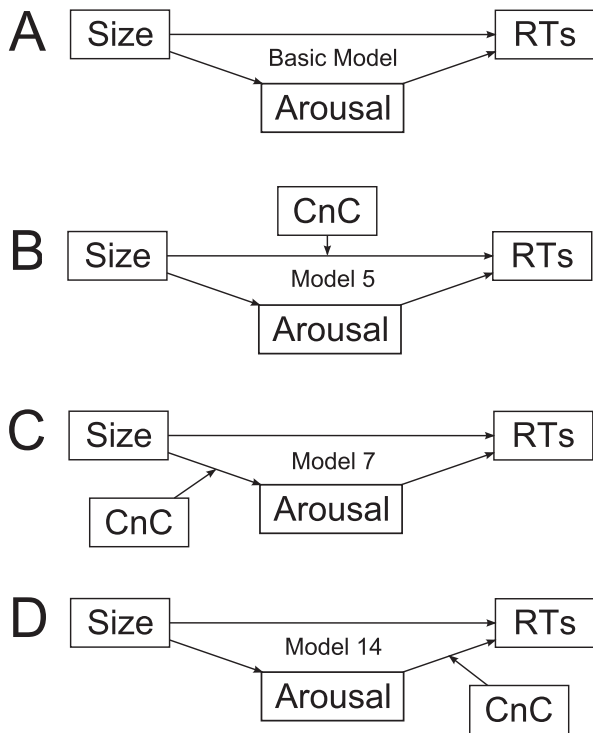 A
Size
RTs
Basic Model
Arousal
CnC
B
Size
RTs
Model 5
Arousal
C
Size
RTs
Model 7
CnC
Arousal
D
Size
RTs
Model 14
Arousal
CnC